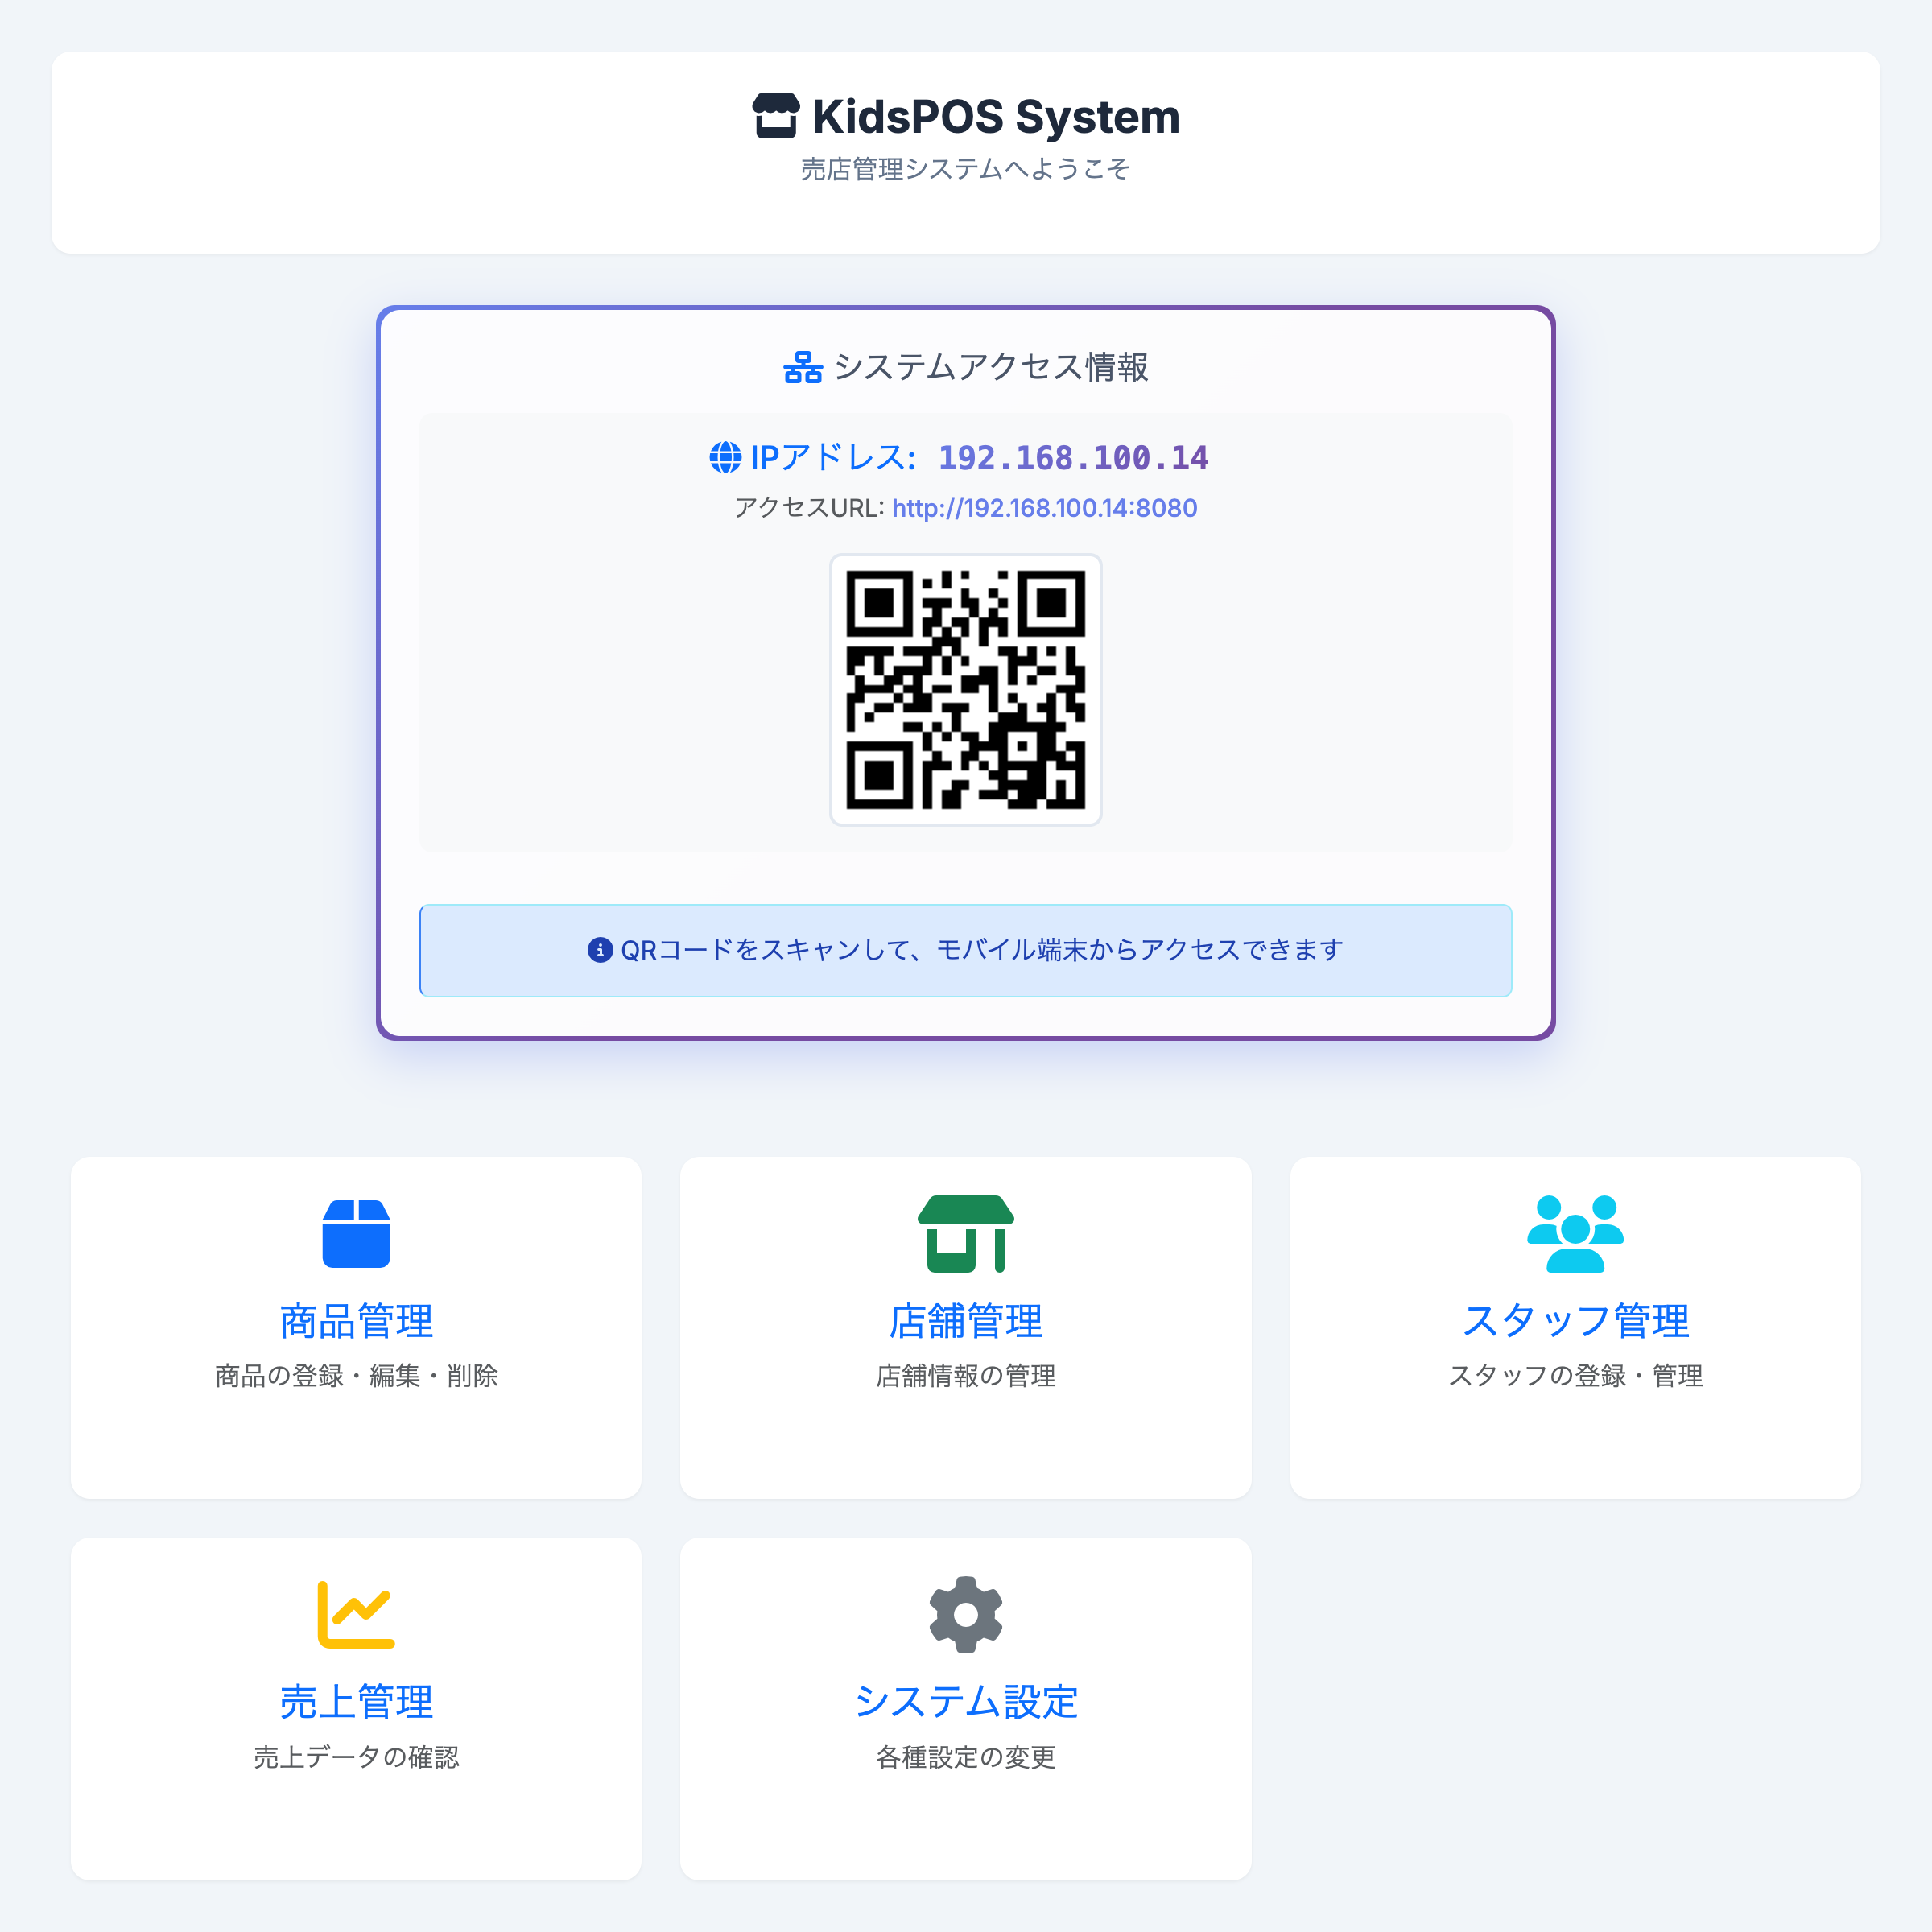 KidsPOS System
売店管理システムへようこそ
システムアクセス情報
IPアドレス: 192.168.100.14
アクセスURL: http://192.168.100.14:8080
QRコードをスキャンして、モバイル端末からアクセスできます
商品管理
商品の登録・編集・削除
店舗管理
店舗情報の管理
スタッフ管理
スタッフの登録・管理
売上管理
売上データの確認
システム設定
各種設定の変更